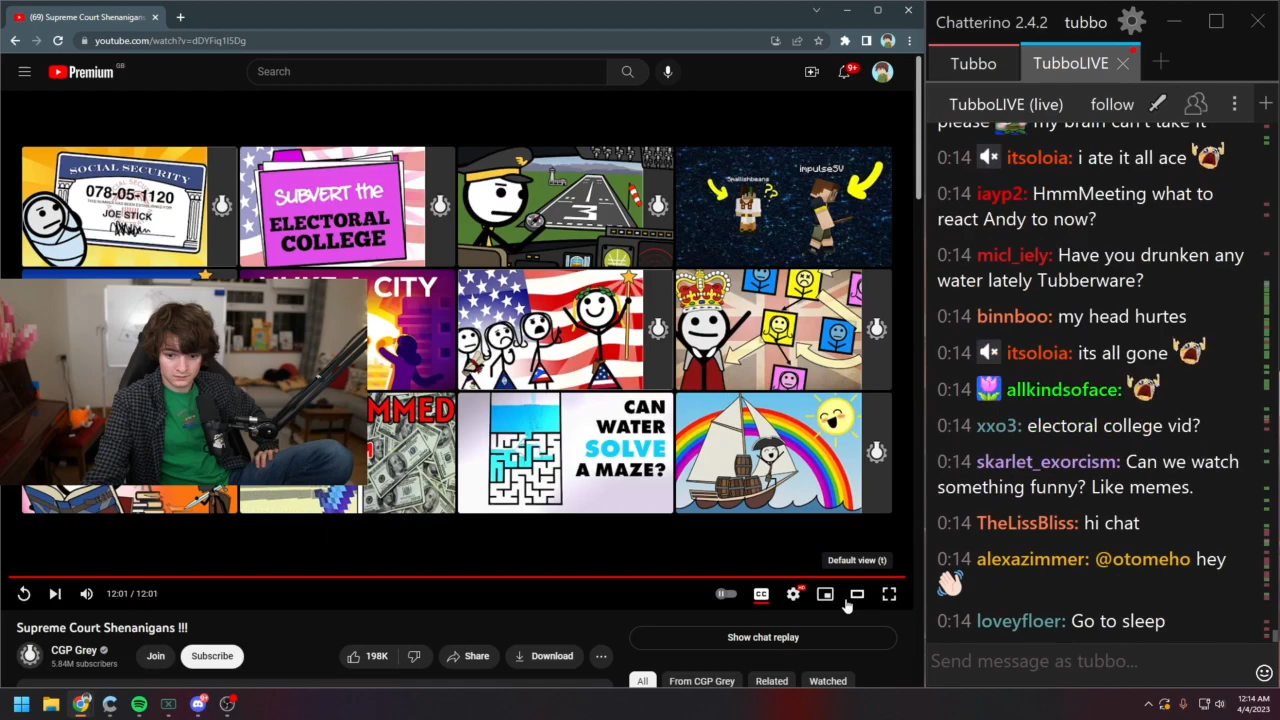 (69) Supreme Court Shenanigans
youtube.com/watch?v=dDYFiq1I5Dg
Premium GB
Search
9+
SOCIAL SECURITY
078-05-1120
JOE STICK
SUBVERT the
ELECTORAL
COLLEGE
3
Smallishbeans
??
impulseSV
CITY
MMED
CAN
WATER
SOLVE
A MAZE?
Default view (t)
12:01 / 12:01
CC
HD
Supreme Court Shenanigans !!!
CGP Grey
5.84M subscribers
Join
Subscribe
198K
Share
Download
Show chat replay
All
From CGP Grey
Related
Watched
Chatterino 2.4.2
tubbo
Tubbo
TubboLIVE
TubboLIVE (live)
follow
please my brain can't take it
0:14 itsoloia: i ate it all ace
0:14 iayp2: HmmMeeting what to
react Andy to now?
0:14 micl_iely: Have you drunken any
water lately Tubberware?
0:14 binnboo: my head hurtes
0:14 itsoloia: its all gone
0:14 allkindsoface:
0:14 xxo3: electoral college vid?
0:14 skarlet_exorcism: Can we watch
something funny? Like memes.
0:14 TheLissBliss: hi chat
0:14 alexazimmer: @otomeho hey
0:14 loveyfloer: Go to sleep
Send message as tubbo...
12:14 AM
4/4/2023